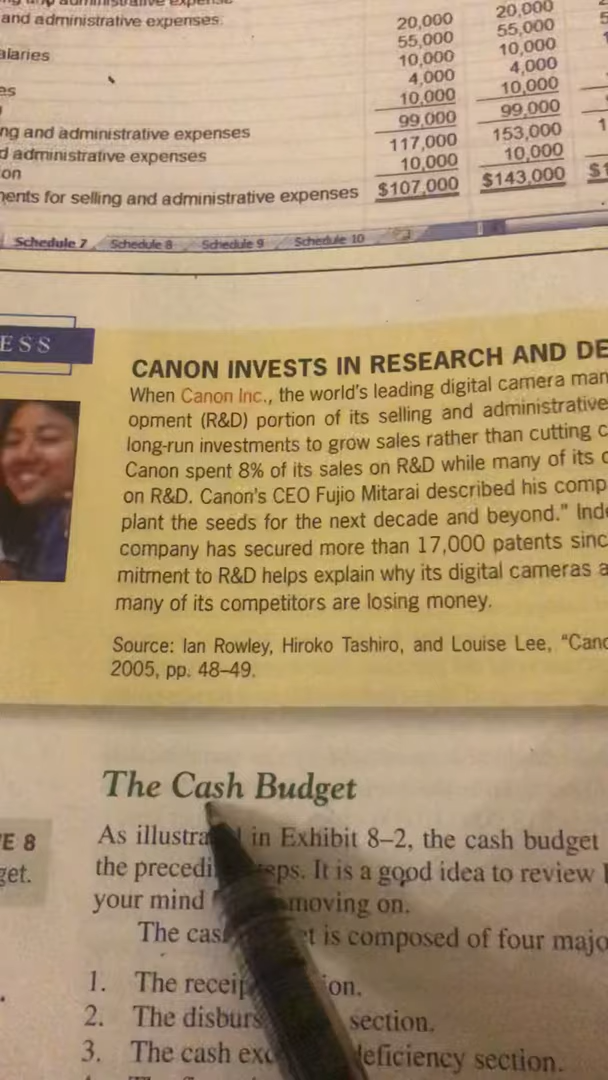 and administrative expenses
20,000 20,000
55,000 55,000
alaries 10,000 10,000
4,000 4,000
es 10,000 10,000
99,000 99,000
ng and administrative expenses 117,000 153,000
d administrative expenses 10,000 10,000
on
ents for selling and administrative expenses $107,000 $143,000
Schedule 7 Schedule 8 Schedule 9 Schedule 10
ESS
CANON INVESTS IN RESEARCH AND DE
When Canon Inc., the world's leading digital camera man
opment (R&D) portion of its selling and administrative
long-run investments to grow sales rather than cutting c
Canon spent 8% of its sales on R&D while many of its c
on R&D. Canon's CEO Fujio Mitarai described his comp
plant the seeds for the next decade and beyond." Inde
company has secured more than 17,000 patents sinc
mitment to R&D helps explain why its digital cameras a
many of its competitors are losing money.
Source: Ian Rowley, Hiroko Tashiro, and Louise Lee, "Cano
2005, pp. 48–49.
The Cash Budget
E 8
get.
As illustra in Exhibit 8–2, the cash budget
the precedi eps. It is a good idea to review
your mind moving on.
The cas et is composed of four majo
1. The receip ion.
2. The disburs section.
3. The cash exc deficiency section.